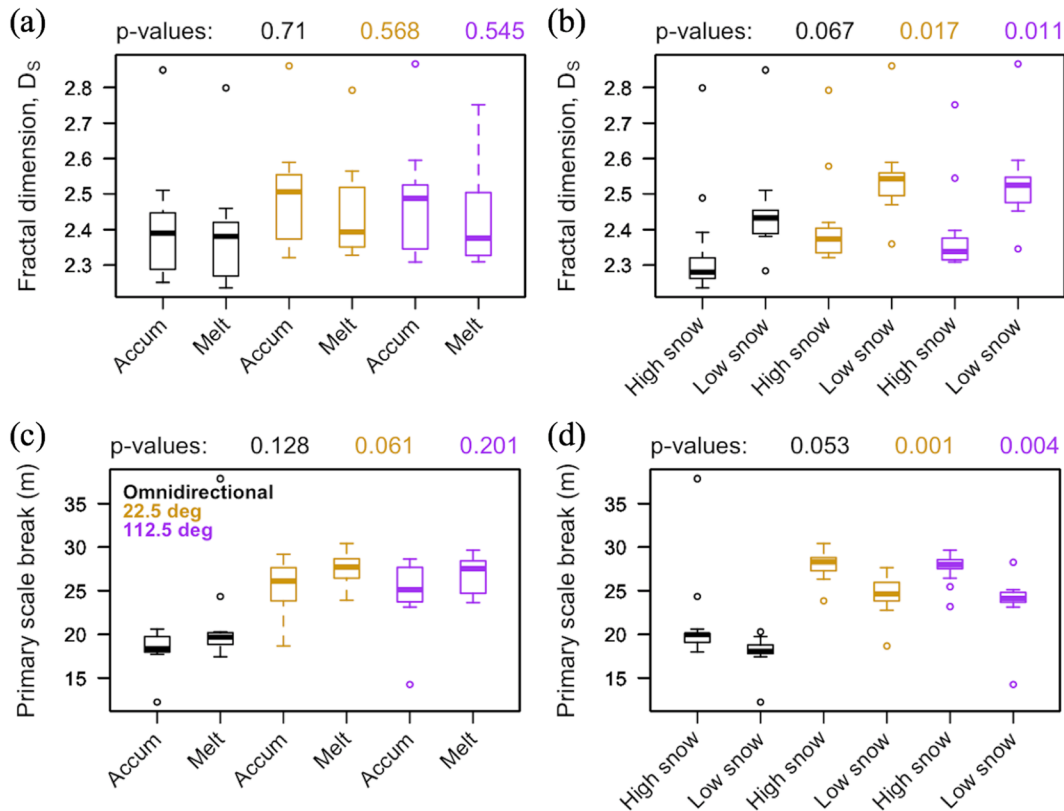 (a)
p-values: 0.71 0.568 0.545
Fractal dimension, DS
2.8
2.7
2.6
2.5
2.4
2.3
Accum Melt Accum Melt Accum Melt
(b)
p-values: 0.067 0.017 0.011
Fractal dimension, DS
2.8
2.7
2.6
2.5
2.4
2.3
High snow Low snow High snow Low snow High snow Low snow
(c)
p-values: 0.128 0.061 0.201
Primary scale break (m)
Omnidirectional
22.5 deg
112.5 deg
35
30
25
20
15
Accum Melt Accum Melt Accum Melt
(d)
p-values: 0.053 0.001 0.004
Primary scale break (m)
35
30
25
20
15
High snow Low snow High snow Low snow High snow Low snow